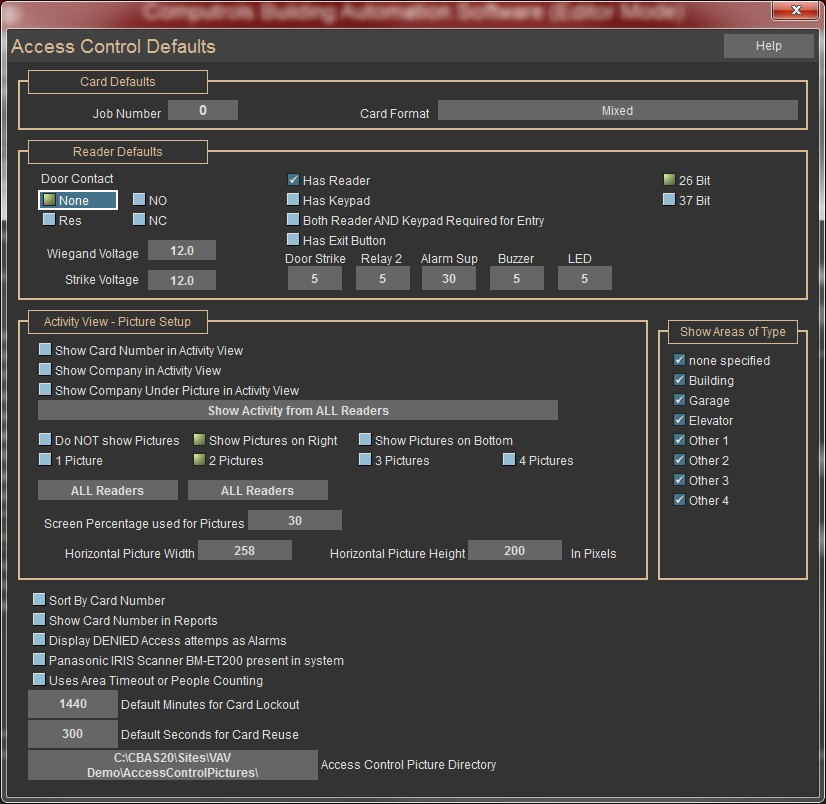 Computrols Building Automation Software (Editor Mode)
Access Control Defaults
Help
Card Defaults
Job Number 0 Card Format Mixed
Reader Defaults
Door Contact
None NO
Res NC
Has Reader
Has Keypad
Both Reader AND Keypad Required for Entry
Has Exit Button
26 Bit
37 Bit
Wiegand Voltage 12.0
Strike Voltage 12.0
Door Strike Relay 2 Alarm Sup Buzzer LED
5 5 30 5 5
Activity View - Picture Setup
Show Card Number in Activity View
Show Company in Activity View
Show Company Under Picture in Activity View
Show Activity from ALL Readers
Do NOT show Pictures Show Pictures on Right Show Pictures on Bottom
1 Picture 2 Pictures 3 Pictures 4 Pictures
ALL Readers ALL Readers
Screen Percentage used for Pictures 30
Horizontal Picture Width 258 Horizontal Picture Height 200 In Pixels
Show Areas of Type
none specified
Building
Garage
Elevator
Other 1
Other 2
Other 3
Other 4
Sort By Card Number
Show Card Number in Reports
Display DENIED Access attemps as Alarms
Panasonic IRIS Scanner BM-ET200 present in system
Uses Area Timeout or People Counting
1440 Default Minutes for Card Lockout
300 Default Seconds for Card Reuse
C:\CBAS20\Sites\VAV
Demo\AccessControlPictures\
Access Control Picture Directory